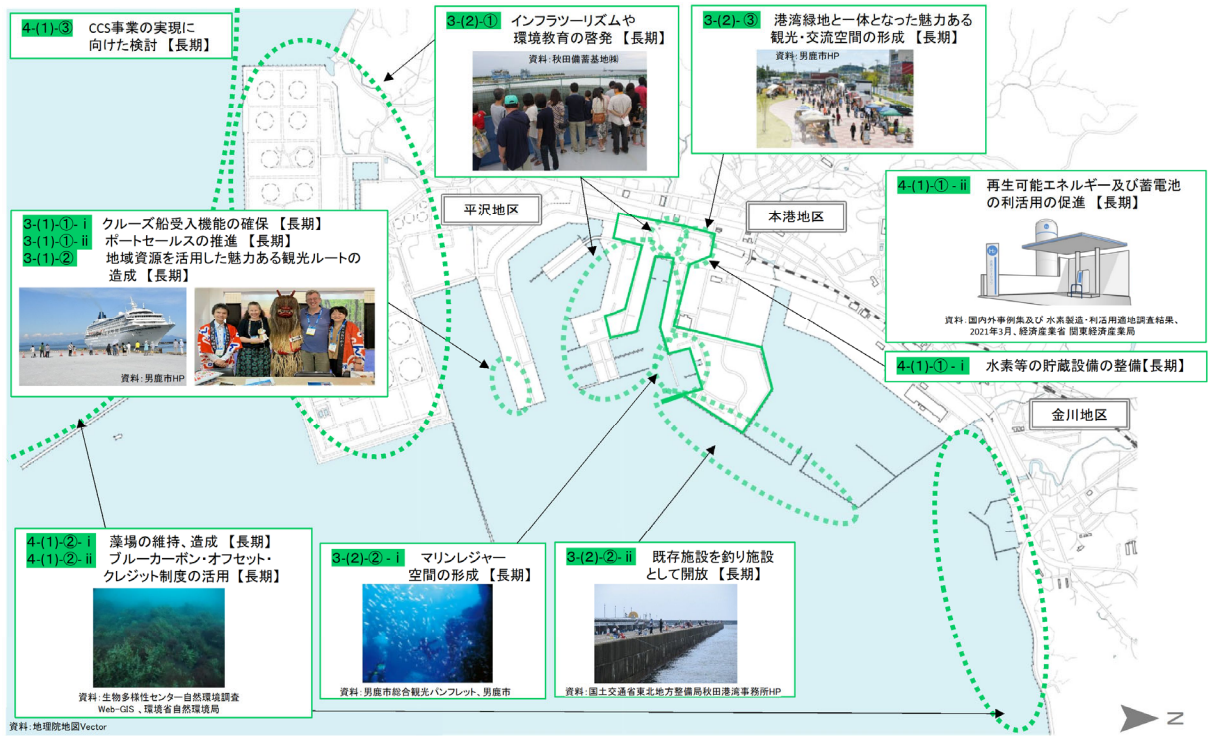 4-(1)-③ CCS事業の実現に
向けた検討 【長期】
3-(2)-① インフラツーリズムや
環境教育の啓発 【長期】
資料:秋田備蓄基地㈱
3-(2)-③ 港湾緑地と一体となった魅力ある
観光・交流空間の形成 【長期】
資料:男鹿市HP
4-(1)-①-ii 再生可能エネルギー及び蓄電池
の利活用の促進 【長期】
資料:国内外事例集及び 水素製造・利活用適地調査結果、
2021年3月、経済産業省 関東経済産業局
4-(1)-①-i 水素等の貯蔵設備の整備【長期】
平沢地区
本港地区
金川地区
3-(1)-①-i クルーズ船受入機能の確保 【長期】
3-(1)-①-ii ポートセールスの推進 【長期】
3-(1)-② 地域資源を活用した魅力ある観光ルートの
造成 【長期】
資料:男鹿市HP
4-(1)-②-i 藻場の維持、造成 【長期】
4-(1)-②-ii ブルーカーボン・オフセット・
クレジット制度の活用 【長期】
資料:生物多様性センター自然環境調査
Web-GIS 、環境省自然環境局
3-(2)-②-i マリンレジャー
空間の形成 【長期】
資料:男鹿市総合観光パンフレット、男鹿市
3-(2)-②-ii 既存施設を釣り施設
として開放 【長期】
資料:国土交通省東北地方整備局秋田港湾事務所HP
資料:地理院地図Vector
N